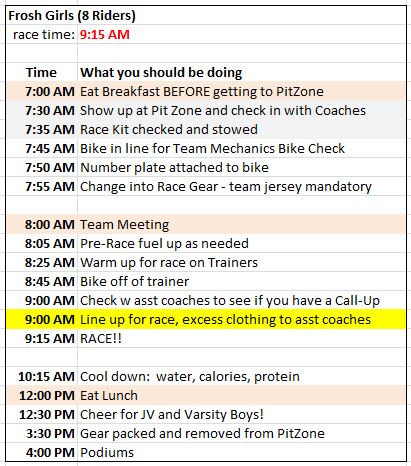 Frosh Girls (8 Riders)
race time: 9:15 AM
Time What you should be doing
7:00 AM Eat Breakfast BEFORE getting to PitZone
7:30 AM Show up at Pit Zone and check in with Coaches
7:35 AM Race Kit checked and stowed
7:45 AM Bike in line for Team Mechanics Bike Check
7:50 AM Number plate attached to bike
7:55 AM Change into Race Gear - team jersey mandatory
8:00 AM Team Meeting
8:05 AM Pre-Race fuel up as needed
8:25 AM Warm up for race on Trainers
8:45 AM Bike off of trainer
9:00 AM Check w asst coaches to see if you have a Call-Up
9:00 AM Line up for race, excess clothing to asst coaches
9:15 AM RACE!!
10:15 AM Cool down: water, calories, protein
12:00 PM Eat Lunch
12:30 PM Cheer for JV and Varsity Boys!
3:30 PM Gear packed and removed from PitZone
4:00 PM Podiums